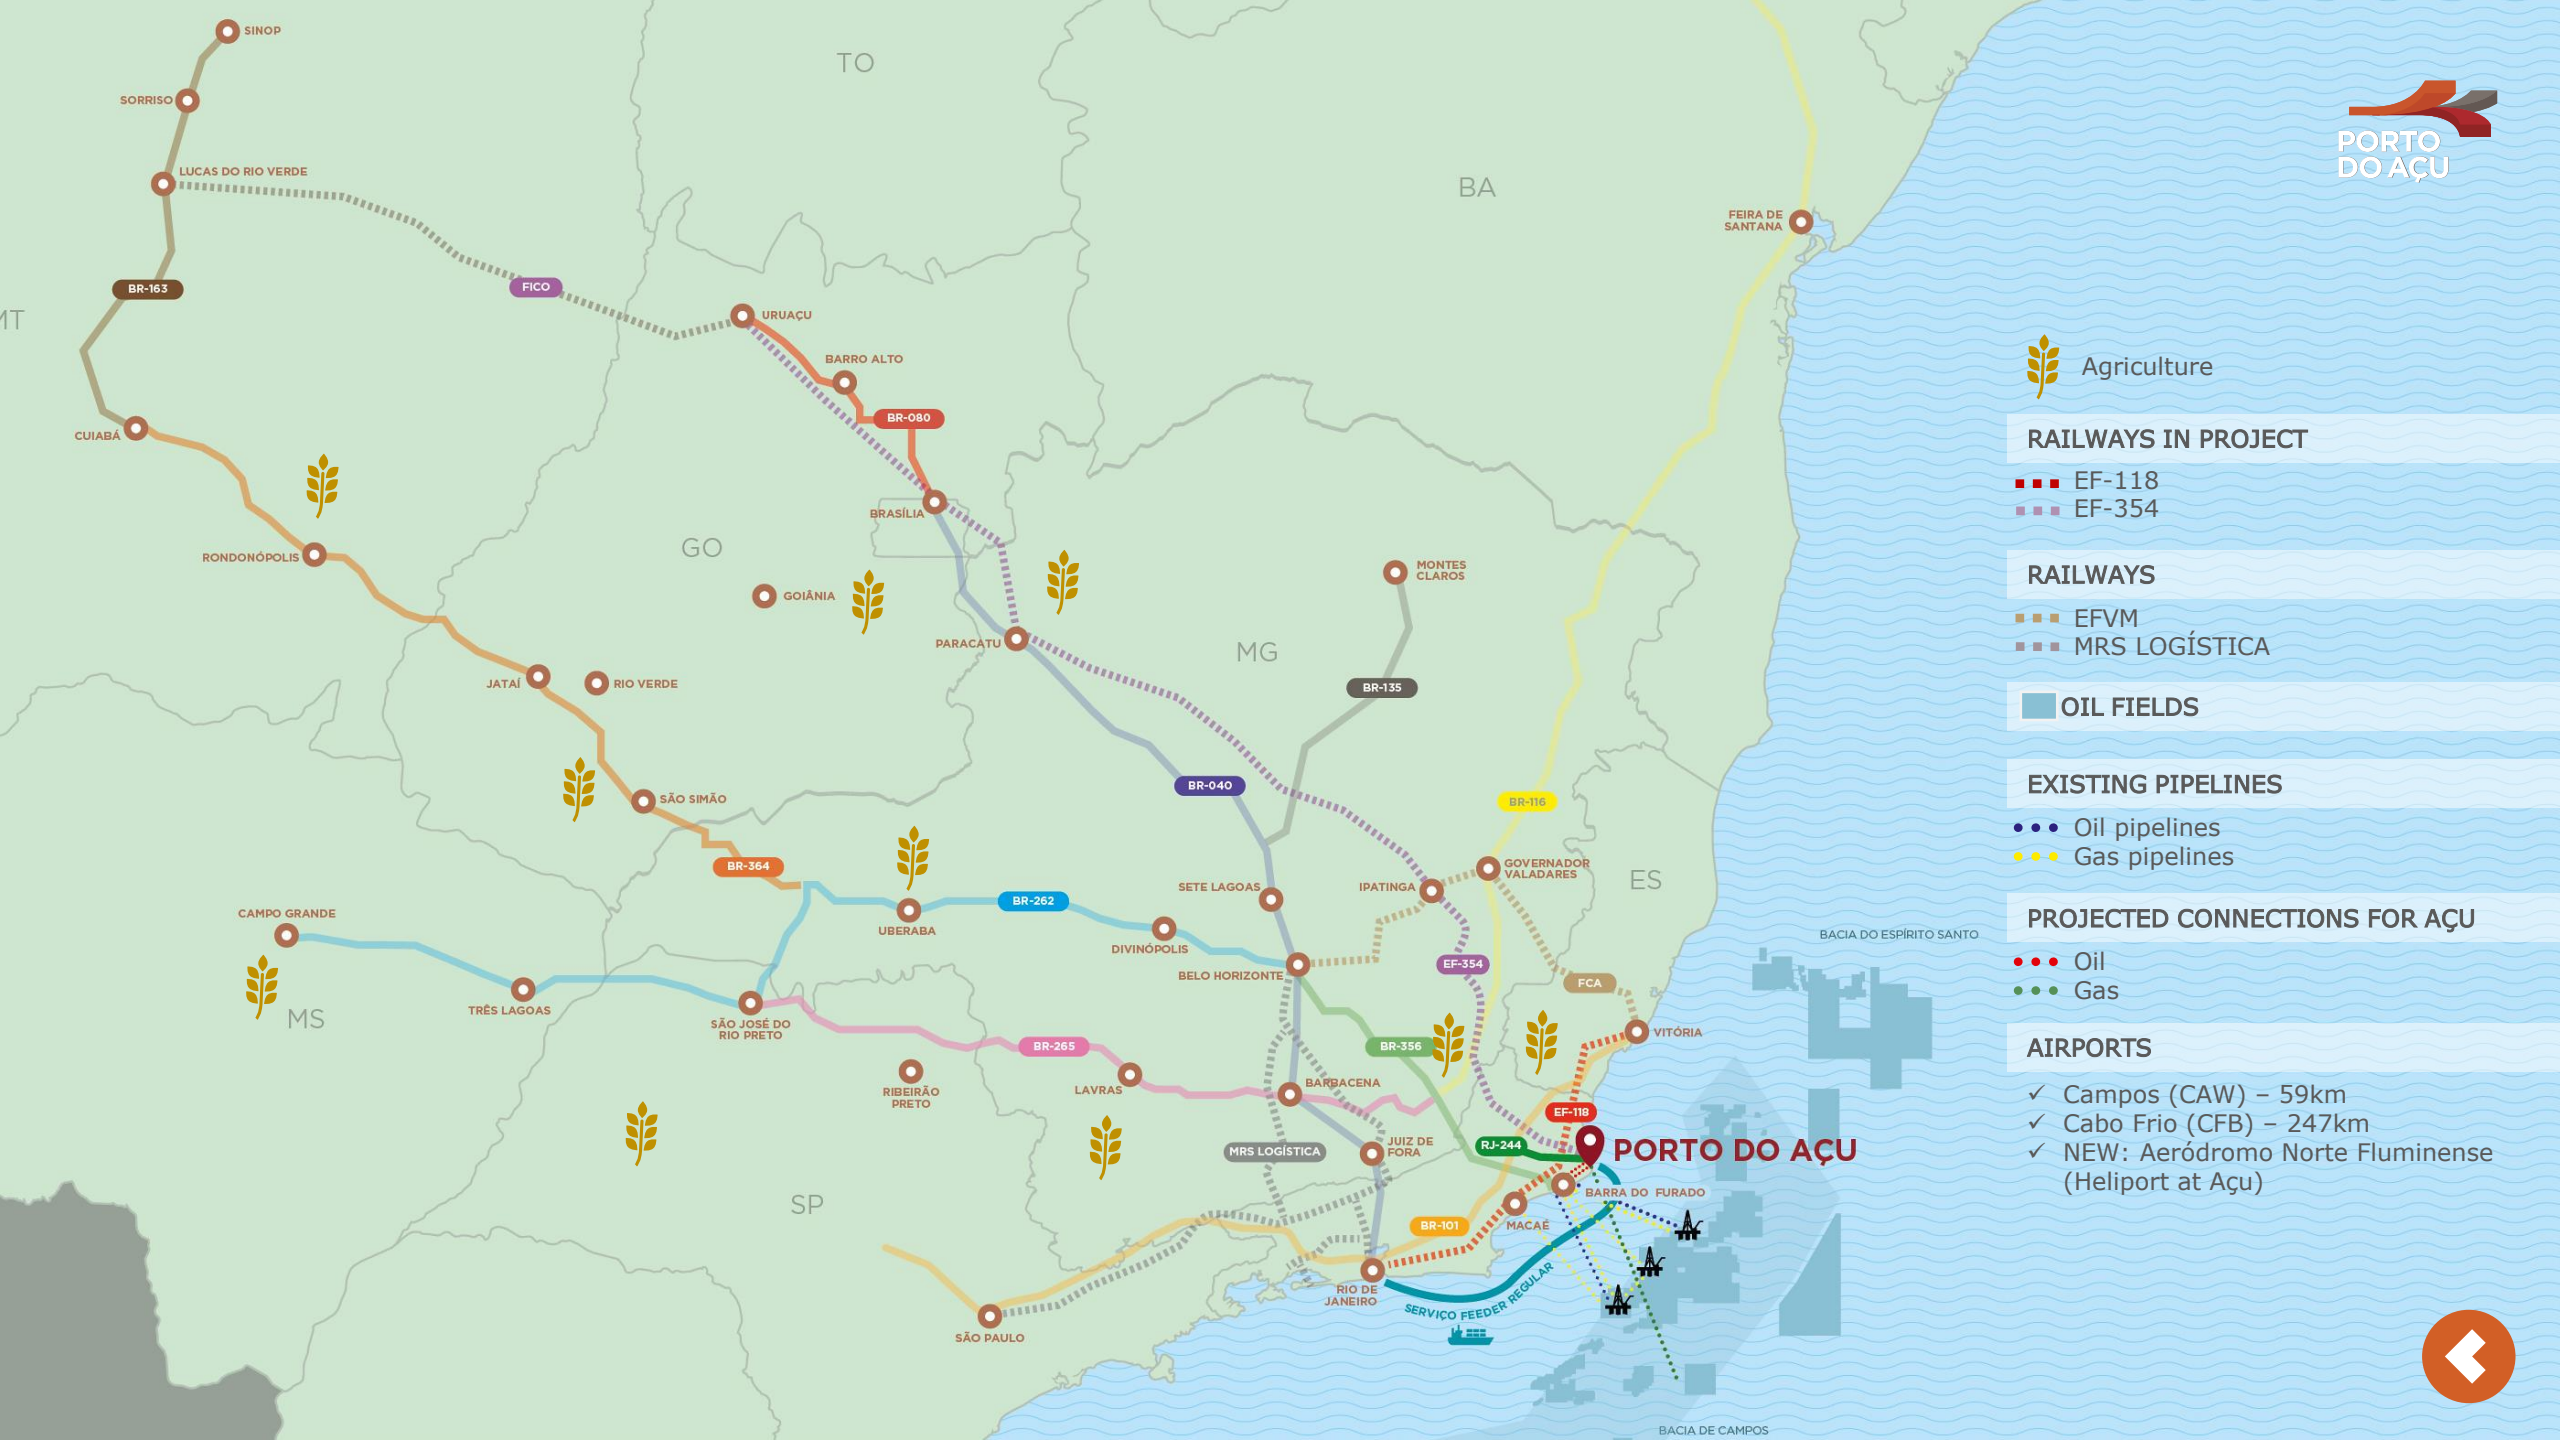 SINOP
TO
SORRISO
PORTO
DO AÇU
LUCAS DO RIO VERDE
BA
FEIRA DE
SANTANA
BR-163
FICO
MT
URUAÇU
BARRO ALTO
Agriculture
BR-080
CUIABÁ
RAILWAYS IN PROJECT
EF-118
EF-354
BRASÍLIA
RONDONÓPOLIS
GO
MONTES
CLAROS
RAILWAYS
GOIÂNIA
EFVM
MRS LOGÍSTICA
PARACATU
MG
JATAÍ
RIO VERDE
BR-135
OIL FIELDS
BR-040
EXISTING PIPELINES
SÃO SIMÃO
BR-116
Oil pipelines
Gas pipelines
BR-364
GOVERNADOR
VALADARES
SETE LAGOAS
IPATINGA
ES
BR-262
CAMPO GRANDE
UBERABA
PROJECTED CONNECTIONS FOR AÇU
BACIA DO ESPÍRITO SANTO
DIVINÓPOLIS
BELO HORIZONTE
EF-354
Oil
FCA
Gas
TRÊS LAGOAS
MS
SÃO JOSÉ DO
RIO PRETO
VITÓRIA
BR-265
BR-356
AIRPORTS
LAVRAS
BARBACENA
RIBEIRÃO
PRETO
Campos (CAW) – 59km
EF-118
Cabo Frio (CFB) – 247km
MRS LOGÍSTICA
JUIZ DE
FORA
RJ-244
PORTO DO AÇU
NEW: Aeródromo Norte Fluminense
(Heliport at Açu)
BARRA DO FURADO
SP
BR-101
MACAÉ
RIO DE
JANEIRO
SERVIÇO FEEDER REGULAR
SÃO PAULO
BACIA DE CAMPOS